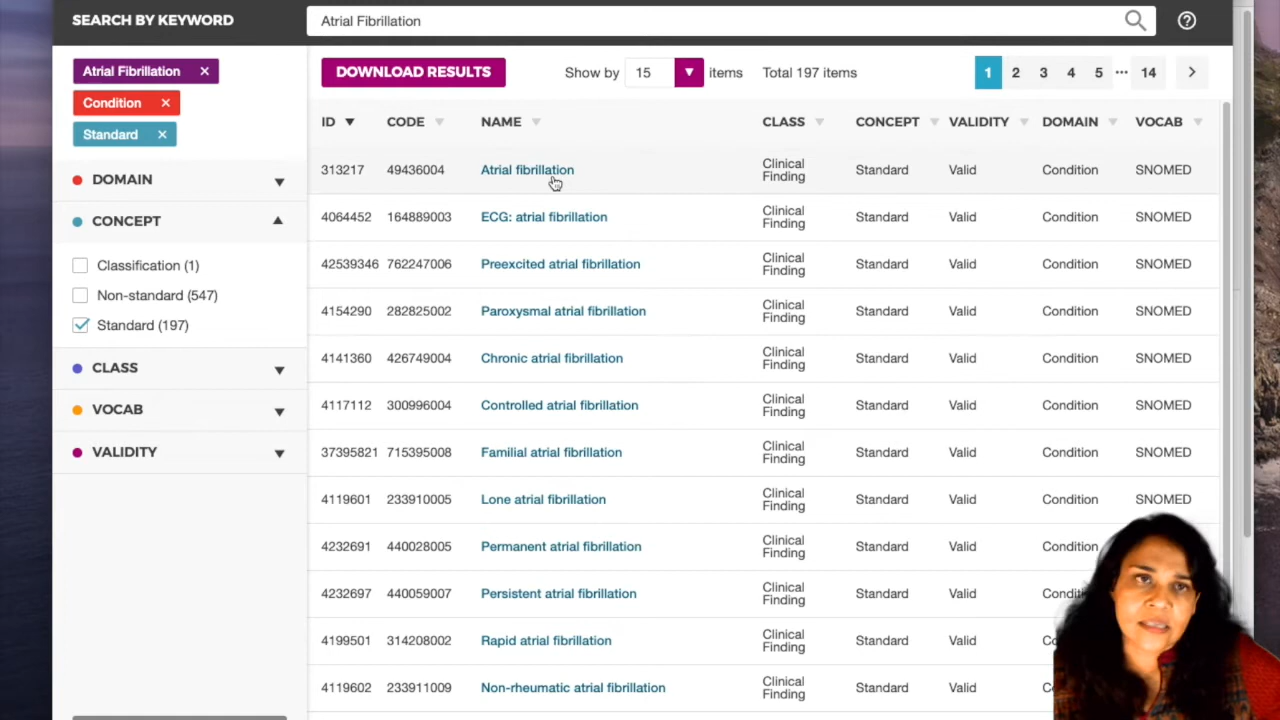 SEARCH BY KEYWORD
Atrial Fibrillation
Atrial Fibrillation ×
Condition ×
Standard ×
DOMAIN
CONCEPT
Classification (1)
Non-standard (547)
Standard (197)
CLASS
VOCAB
VALIDITY
DOWNLOAD RESULTS Show by 15 items Total 197 items 1 2 3 4 5 ... 14
ID CODE NAME CLASS CONCEPT VALIDITY DOMAIN VOCAB
313217 49436004 Atrial fibrillation Clinical Finding Standard Valid Condition SNOMED
4064452 164889003 ECG: atrial fibrillation Clinical Finding Standard Valid Condition SNOMED
42539346 762247006 Preexcited atrial fibrillation Clinical Finding Standard Valid Condition SNOMED
4154290 282825002 Paroxysmal atrial fibrillation Clinical Finding Standard Valid Condition SNOMED
4141360 426749004 Chronic atrial fibrillation Clinical Finding Standard Valid Condition SNOMED
4117112 300996004 Controlled atrial fibrillation Clinical Finding Standard Valid Condition SNOMED
37395821 715395008 Familial atrial fibrillation Clinical Finding Standard Valid Condition SNOMED
4119601 233910005 Lone atrial fibrillation Clinical Finding Standard Valid Condition SNOMED
4232691 440028005 Permanent atrial fibrillation Clinical Finding Standard Valid Condition
4232697 440059007 Persistent atrial fibrillation Clinical Finding Standard Valid
4199501 314208002 Rapid atrial fibrillation Clinical Finding Standard Valid
4119602 233911009 Non-rheumatic atrial fibrillation Clinical Finding Standard Valid